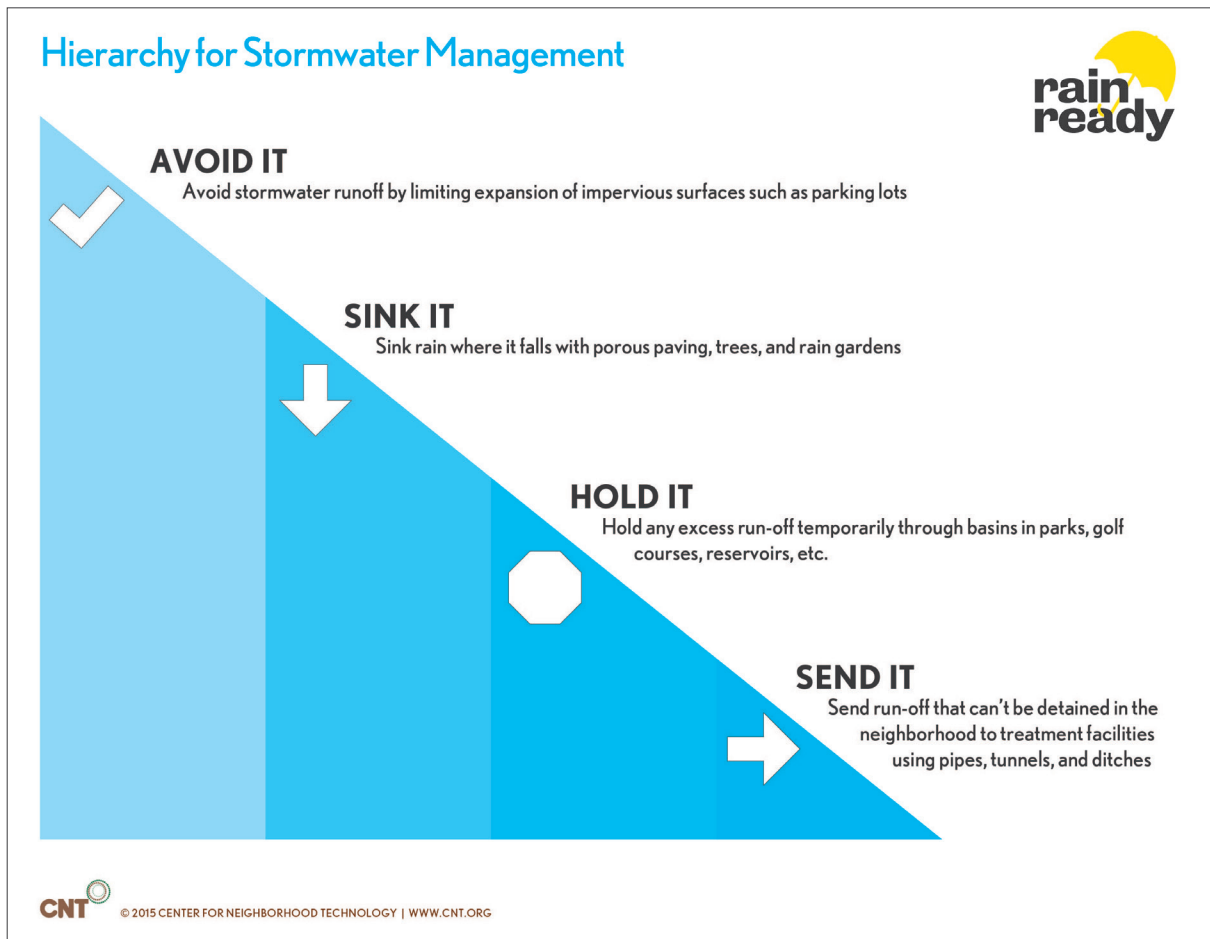 Hierarchy for Stormwater Management
rain
ready
AVOID IT
Avoid stormwater runoff by limiting expansion of impervious surfaces such as parking lots
SINK IT
Sink rain where it falls with porous paving, trees, and rain gardens
HOLD IT
Hold any excess run-off temporarily through basins in parks, golf
courses, reservoirs, etc.
SEND IT
Send run-off that can't be detained in the
neighborhood to treatment facilities
using pipes, tunnels, and ditches
CNT
© 2015 CENTER FOR NEIGHBORHOOD TECHNOLOGY | WWW.CNT.ORG